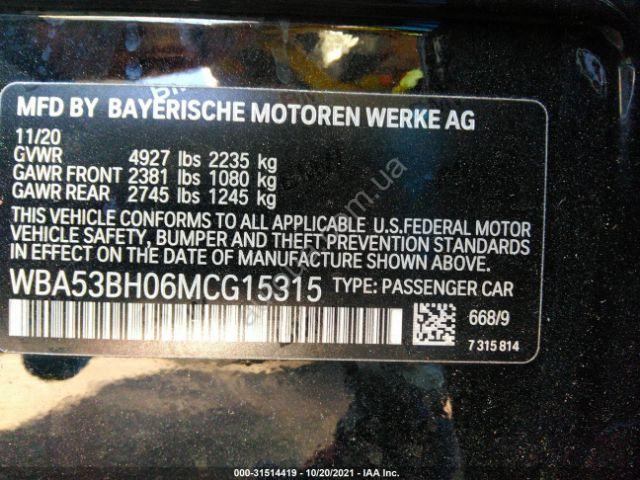 MFD BY BAYERISCHE MOTOREN WERKE AG
11/20
GVWR 4927 lbs 2235 kg
GAWR FRONT 2381 lbs 1080 kg
GAWR REAR 2745 lbs 1245 kg
THIS VEHICLE CONFORMS TO ALL APPLICABLE U.S.FEDERAL MOTOR
VEHICLE SAFETY, BUMPER AND THEFT PREVENTION STANDARDS
IN EFFECT ON THE DATE OF MANUFACTURE SHOWN ABOVE.
WBA53BH06MCG15315 TYPE: PASSENGER CAR
668/9
7 315 814
000-31514419 - 10/20/2021 - IAA Inc.